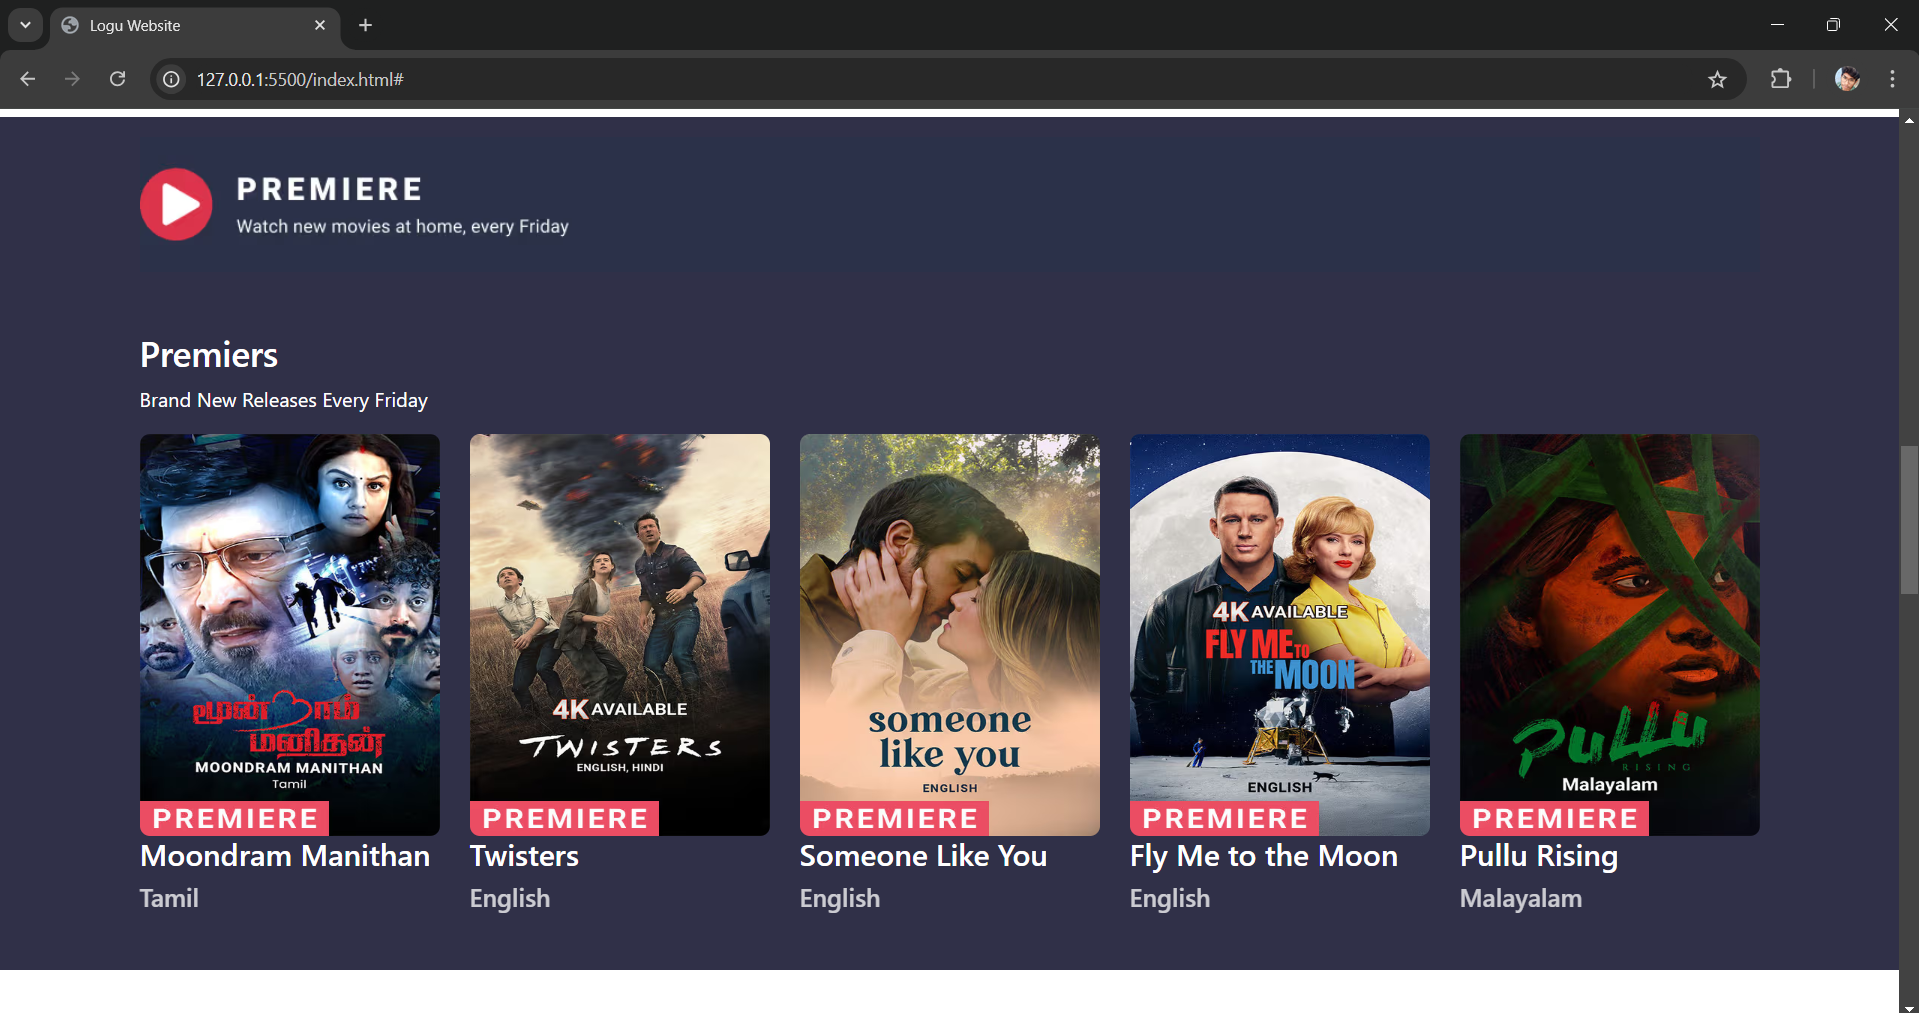 Logu Website
127.0.0.1:5500/index.html#
PREMIERE
Watch new movies at home, every Friday
Premiers
Brand New Releases Every Friday
மூன்றாம்
மனிதன்
MOONDRAM MANITHAN
Tamil
PREMIERE
Moondram Manithan
Tamil
4K AVAILABLE
TWISTERS
ENGLISH, HINDI
PREMIERE
Twisters
English
someone
like you
ENGLISH
PREMIERE
Someone Like You
English
4K AVAILABLE
FLY ME TO
THE MOON
ENGLISH
PREMIERE
Fly Me to the Moon
English
Pullu
RISING
Malayalam
PREMIERE
Pullu Rising
Malayalam